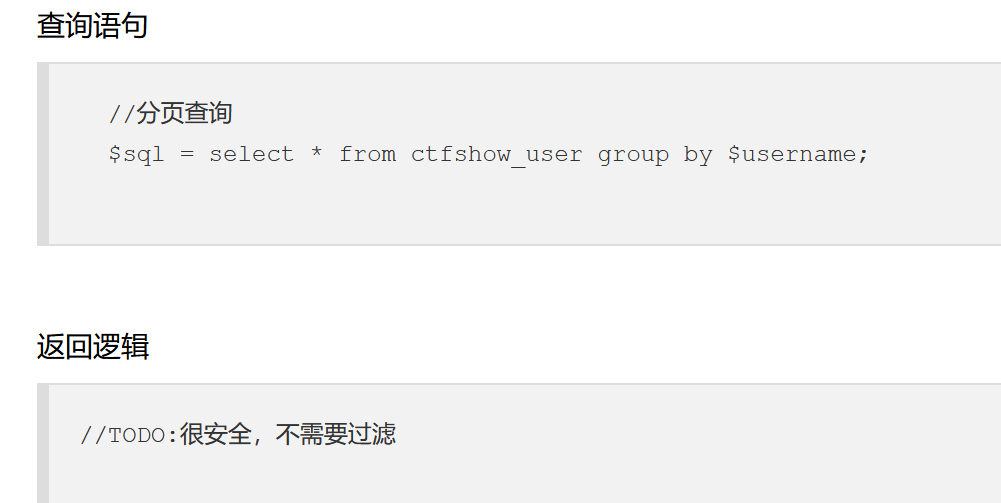 查询语句
//分页查询
$sql = select * from ctfshow_user group by $username;
返回逻辑
//TODO:很安全，不需要过滤